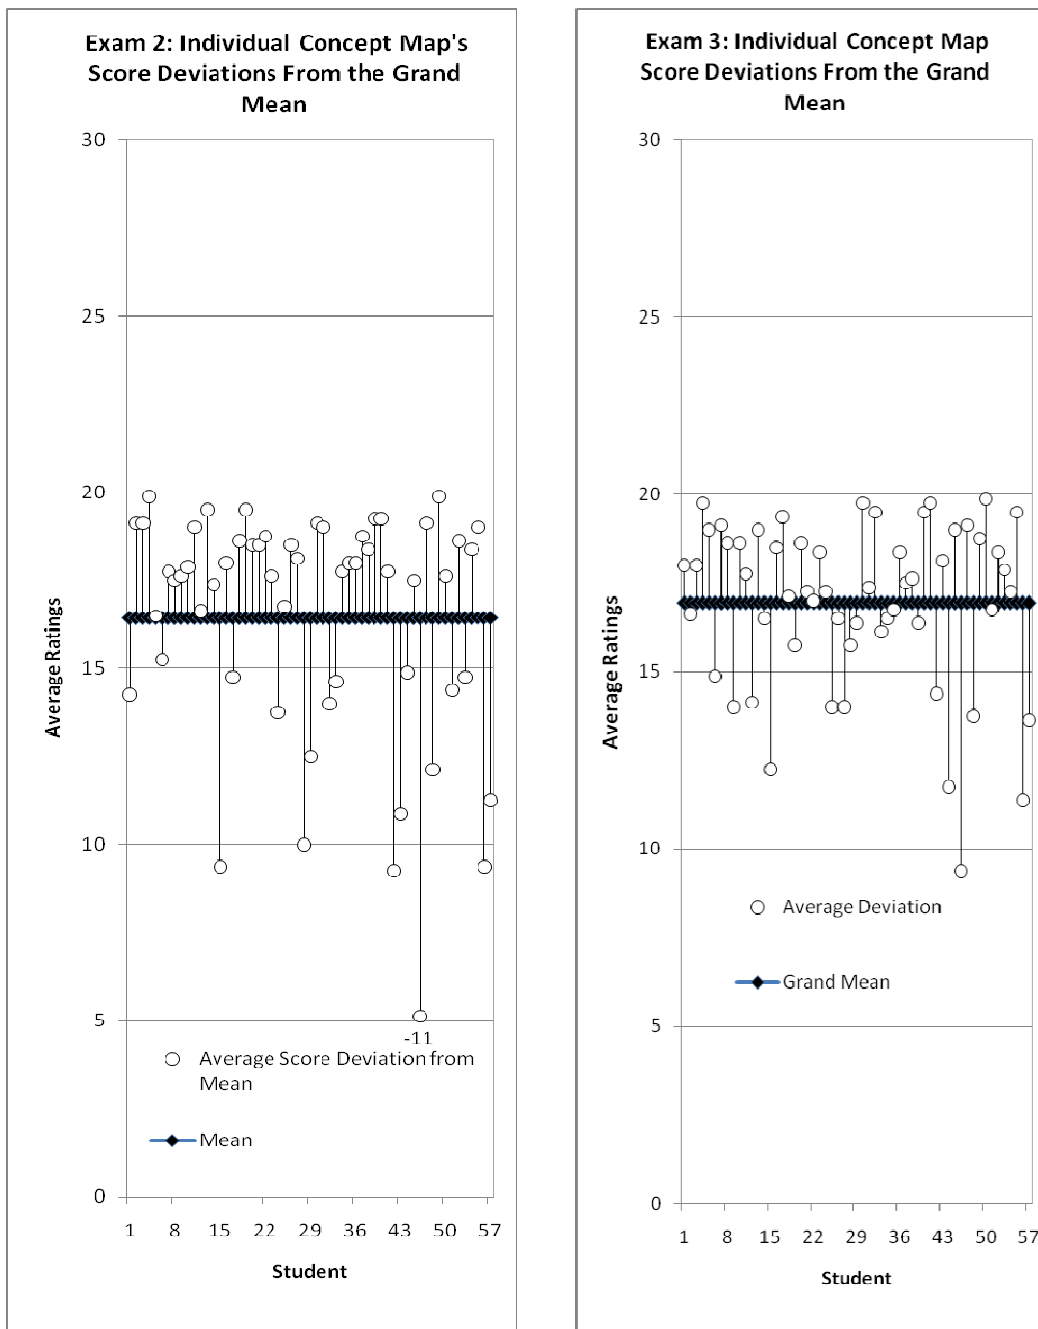 Exam 2: Individual Concept Map's
Score Deviations From the Grand
Mean
30
25
20
15
10
5
0
Average Ratings
-11
Average Score Deviation from
Mean
Mean
1 8 15 22 29 36 43 50 57
Student
Exam 3: Individual Concept Map
Score Deviations From the Grand
Mean
30
25
20
15
10
5
0
Average Ratings
Average Deviation
Grand Mean
1 8 15 22 29 36 43 50 57
Student